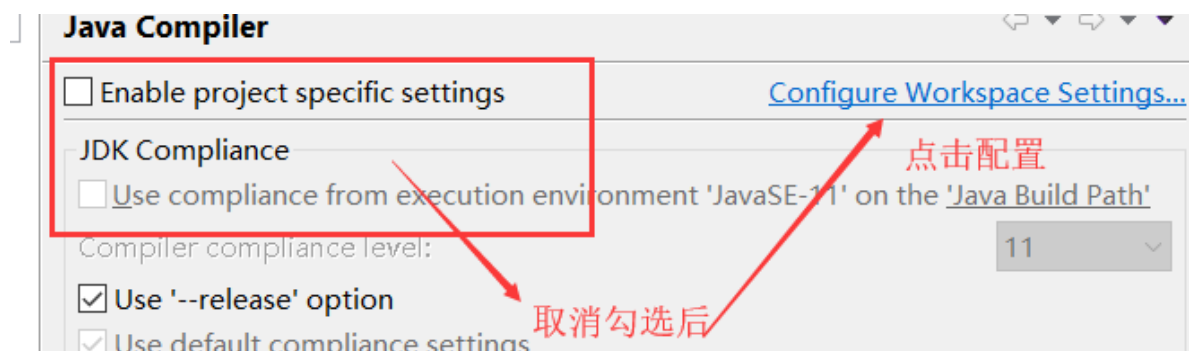 Java Compiler
Enable project specific settings
Configure Workspace Settings...
JDK Compliance
点击配置
Use compliance from execution environment 'JavaSE-11' on the 'Java Build Path'
Compiler compliance level:
11
Use '--release' option
取消勾选后
Use default compliance settings